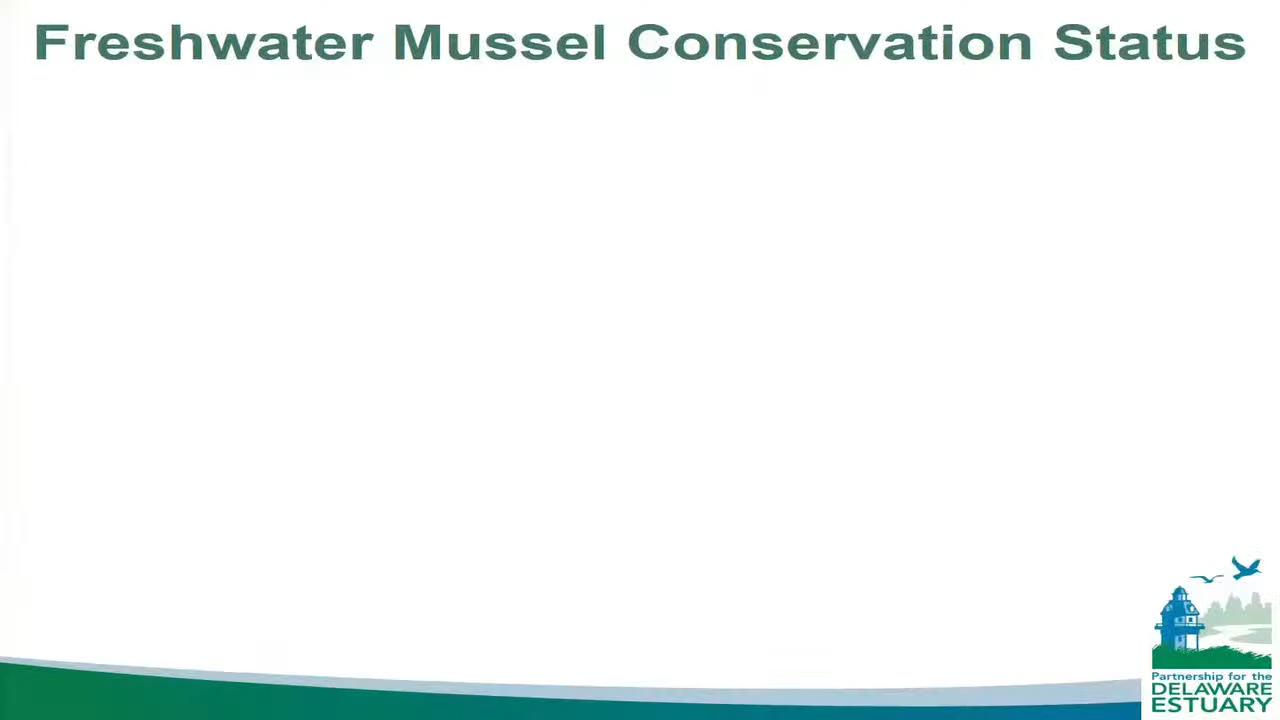 Freshwater Mussel Conservation Status
Partnership for the
DELAWARE
ESTUARY